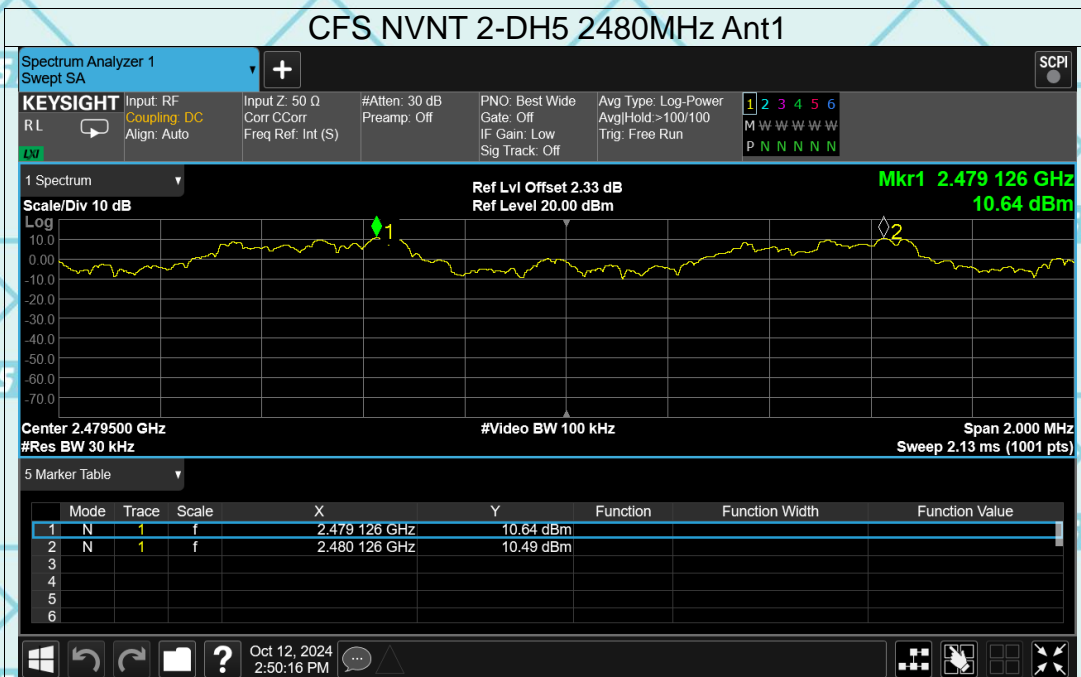 CFS NVNT 2-DH5 2480MHz Ant1
Spectrum Analyzer 1
Swept SA
+
SCPI
KEYSIGHT
R L
LXI
Input: RF
Coupling: DC
Align: Auto
Input Z: 50 Ω
Corr CCorr
Freq Ref: Int (S)
#Atten: 30 dB
Preamp: Off
PNO: Best Wide
Gate: Off
IF Gain: Low
Sig Track: Off
Avg Type: Log-Power
Avg|Hold:>100/100
Trig: Free Run
1 2 3 4 5 6
M W W W W W
P N N N N N
1 Spectrum
Scale/Div 10 dB
Ref Lvl Offset 2.33 dB
Ref Level 20.00 dBm
Mkr1 2.479 126 GHz
10.64 dBm
Log
10.0
0.00
-10.0
-20.0
-30.0
-40.0
-50.0
-60.0
-70.0
1
2
Center 2.479500 GHz
#Res BW 30 kHz
#Video BW 100 kHz
Span 2.000 MHz
Sweep 2.13 ms (1001 pts)
5 Marker Table
Mode Trace Scale X Y Function Function Width Function Value
1 N 1 f 2.479 126 GHz 10.64 dBm
2 N 1 f 2.480 126 GHz 10.49 dBm
3
4
5
6
?
Oct 12, 2024
2:50:16 PM